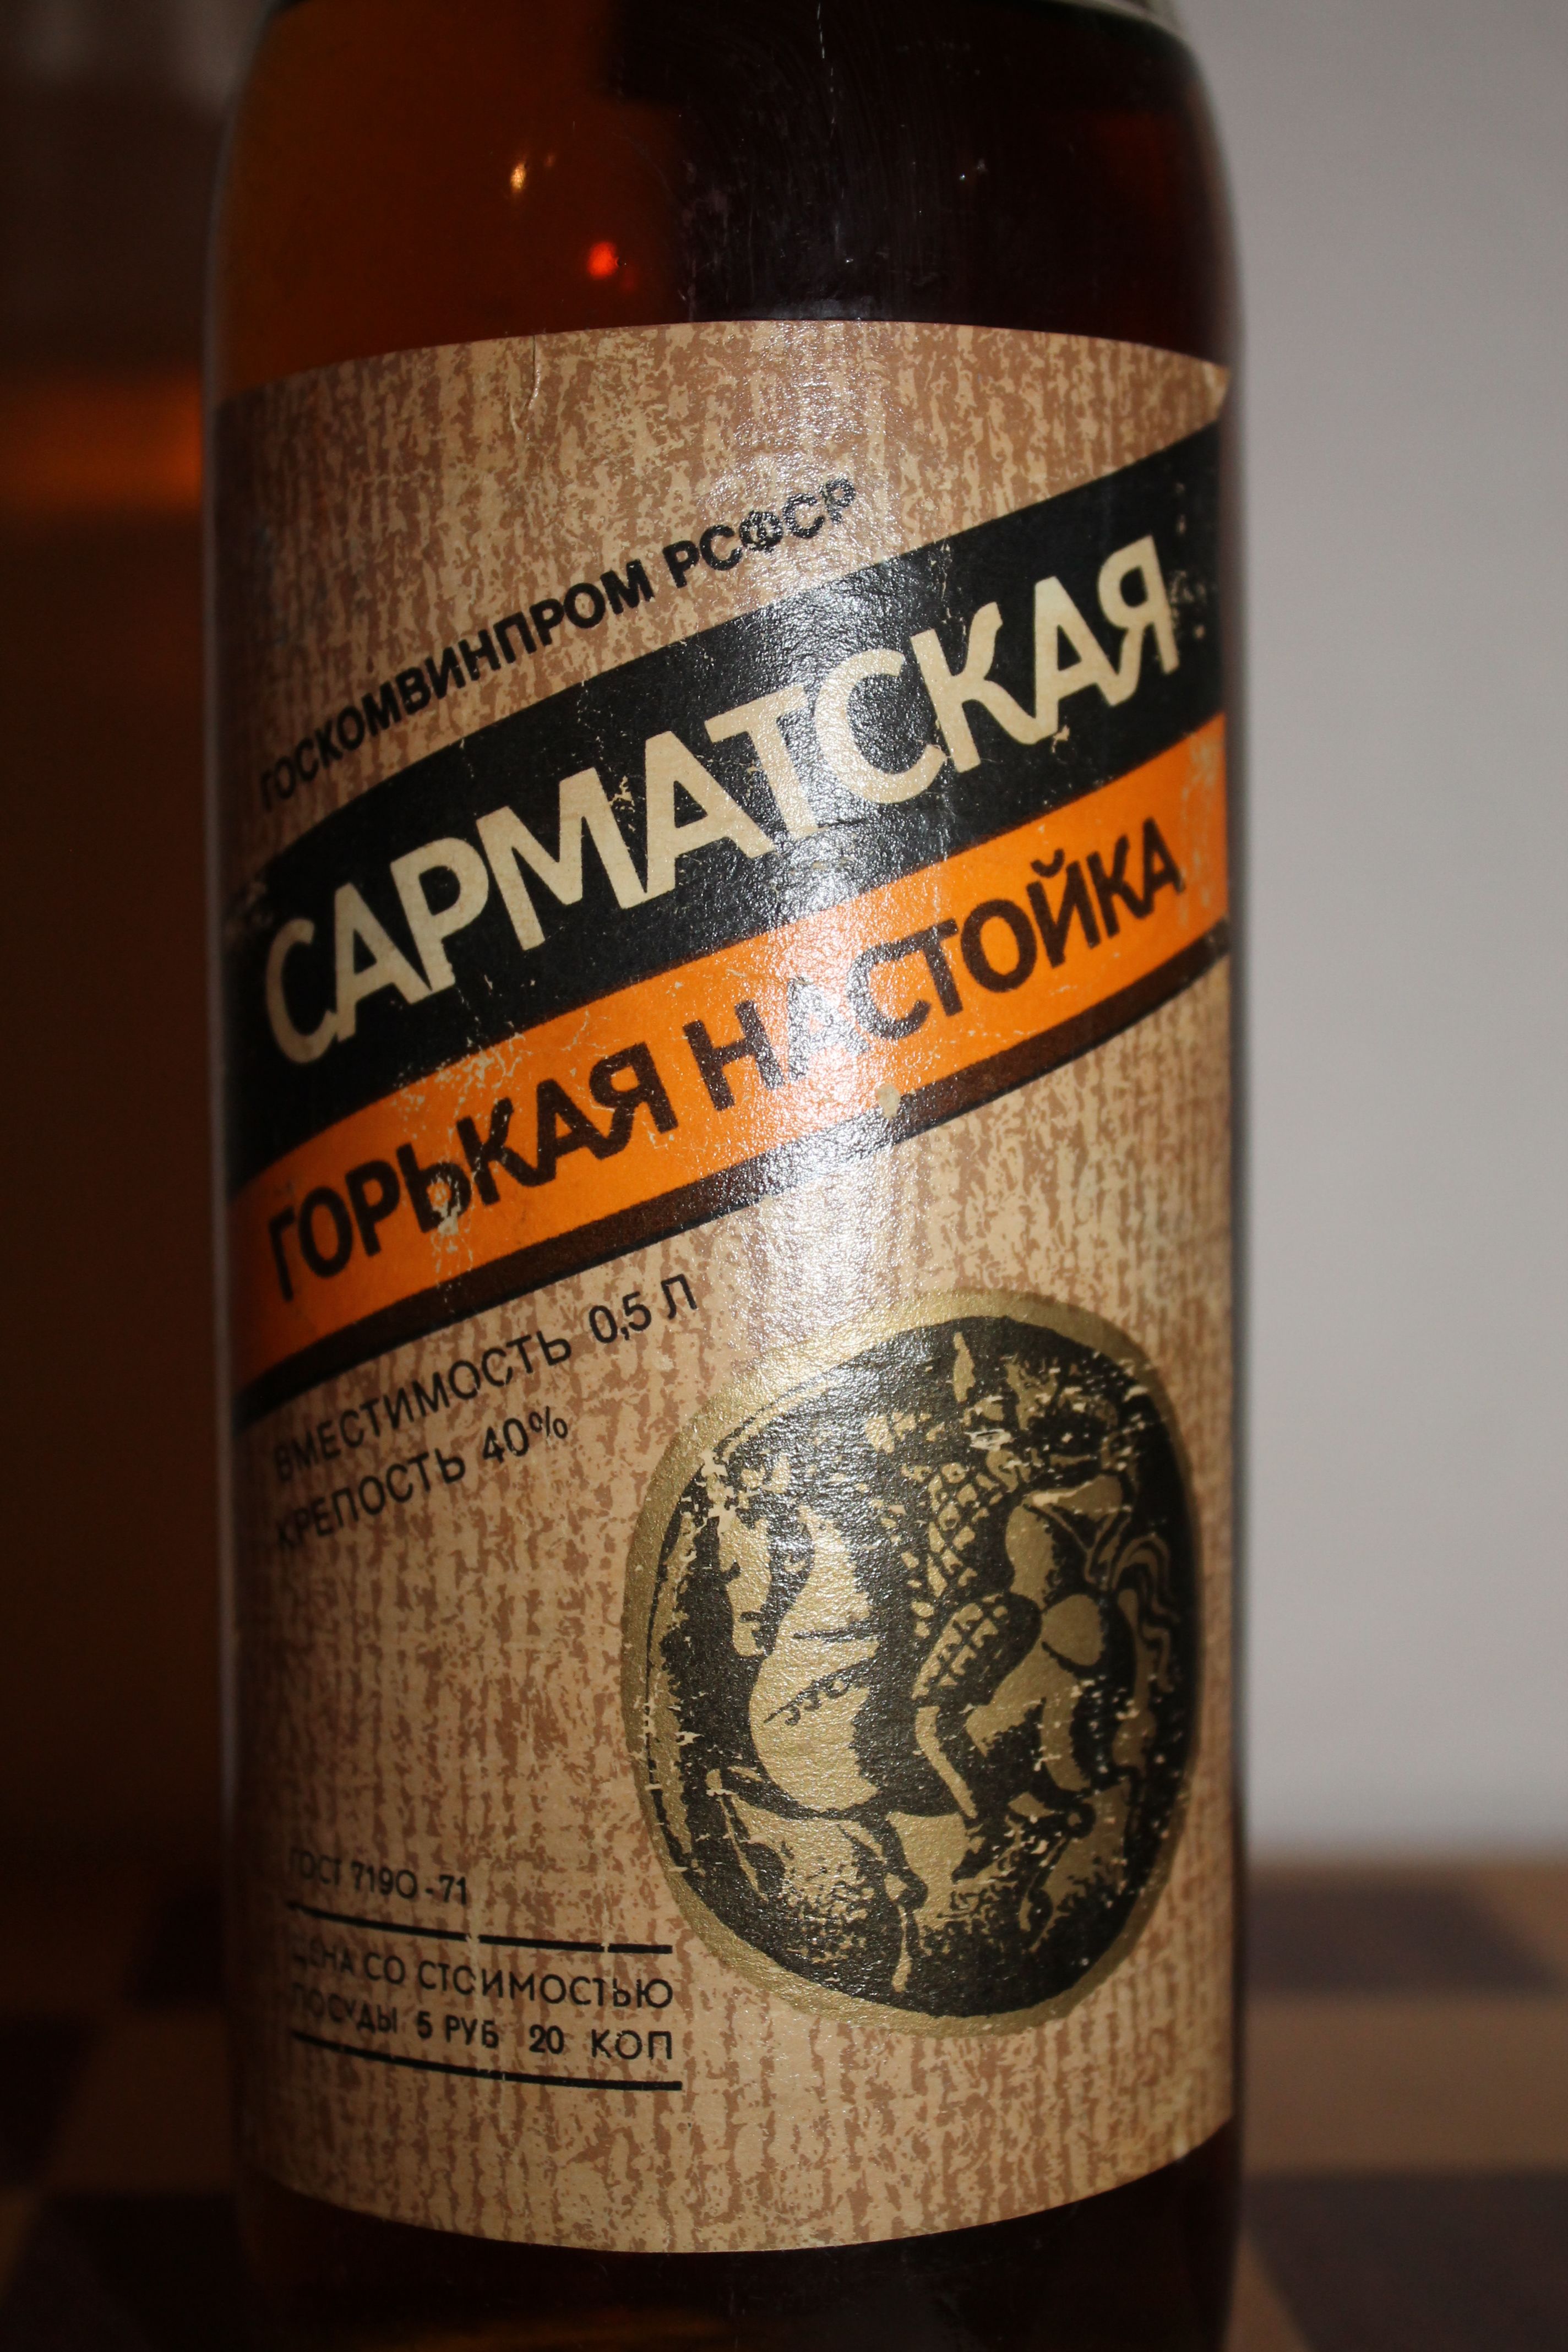 ГОСКОМВИНПРОМ РСФСР
САРМАТСКАЯ
ГОРЬКАЯ НАСТОЙКА
ВМЕСТИМОСТЬ 0,5 Л
КРЕПОСТЬ 40%
ГОСТ 7190-71
ЦЕНА СО СТОИМОСТЬЮ
ПОСУДЫ 5 РУБ 20 КОП